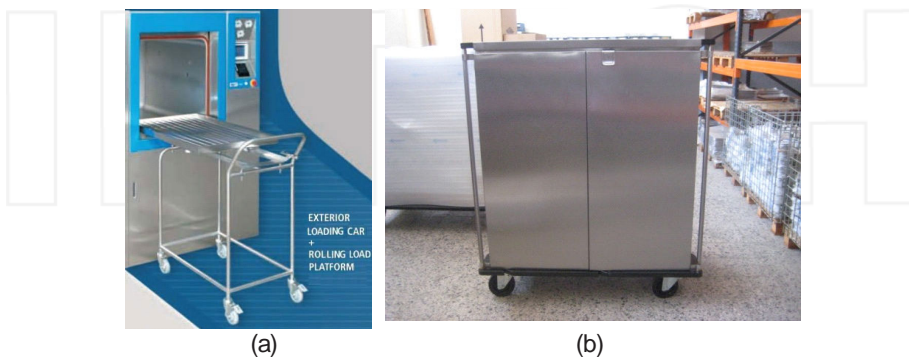 EXTERIOR
LOADING CAR
+
ROLLING LOAD
PLATFORM
(a)
(b)